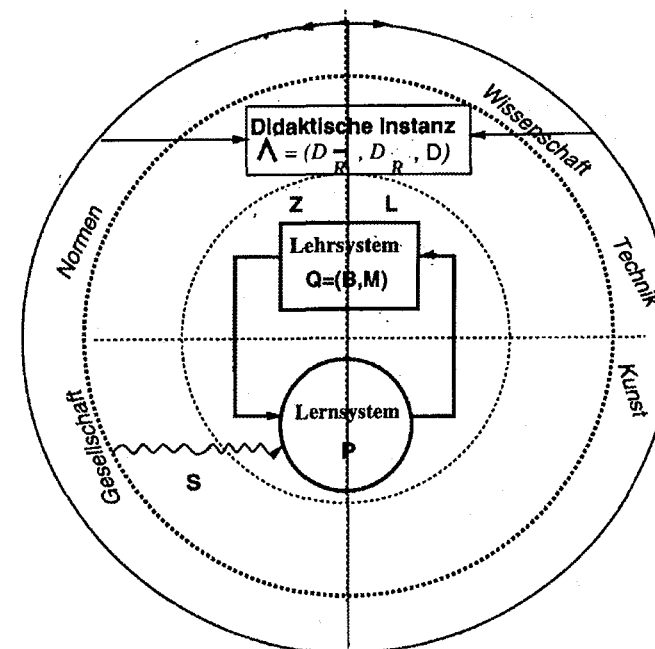 Wissenschaft
Didaktische Instanz
Λ = (D R̅ , D R , D)
Normen
Z L
Lehrsystem
Q=(B,M)
Technik
Kunst
Lernsystem
P
Gesellschaft
S